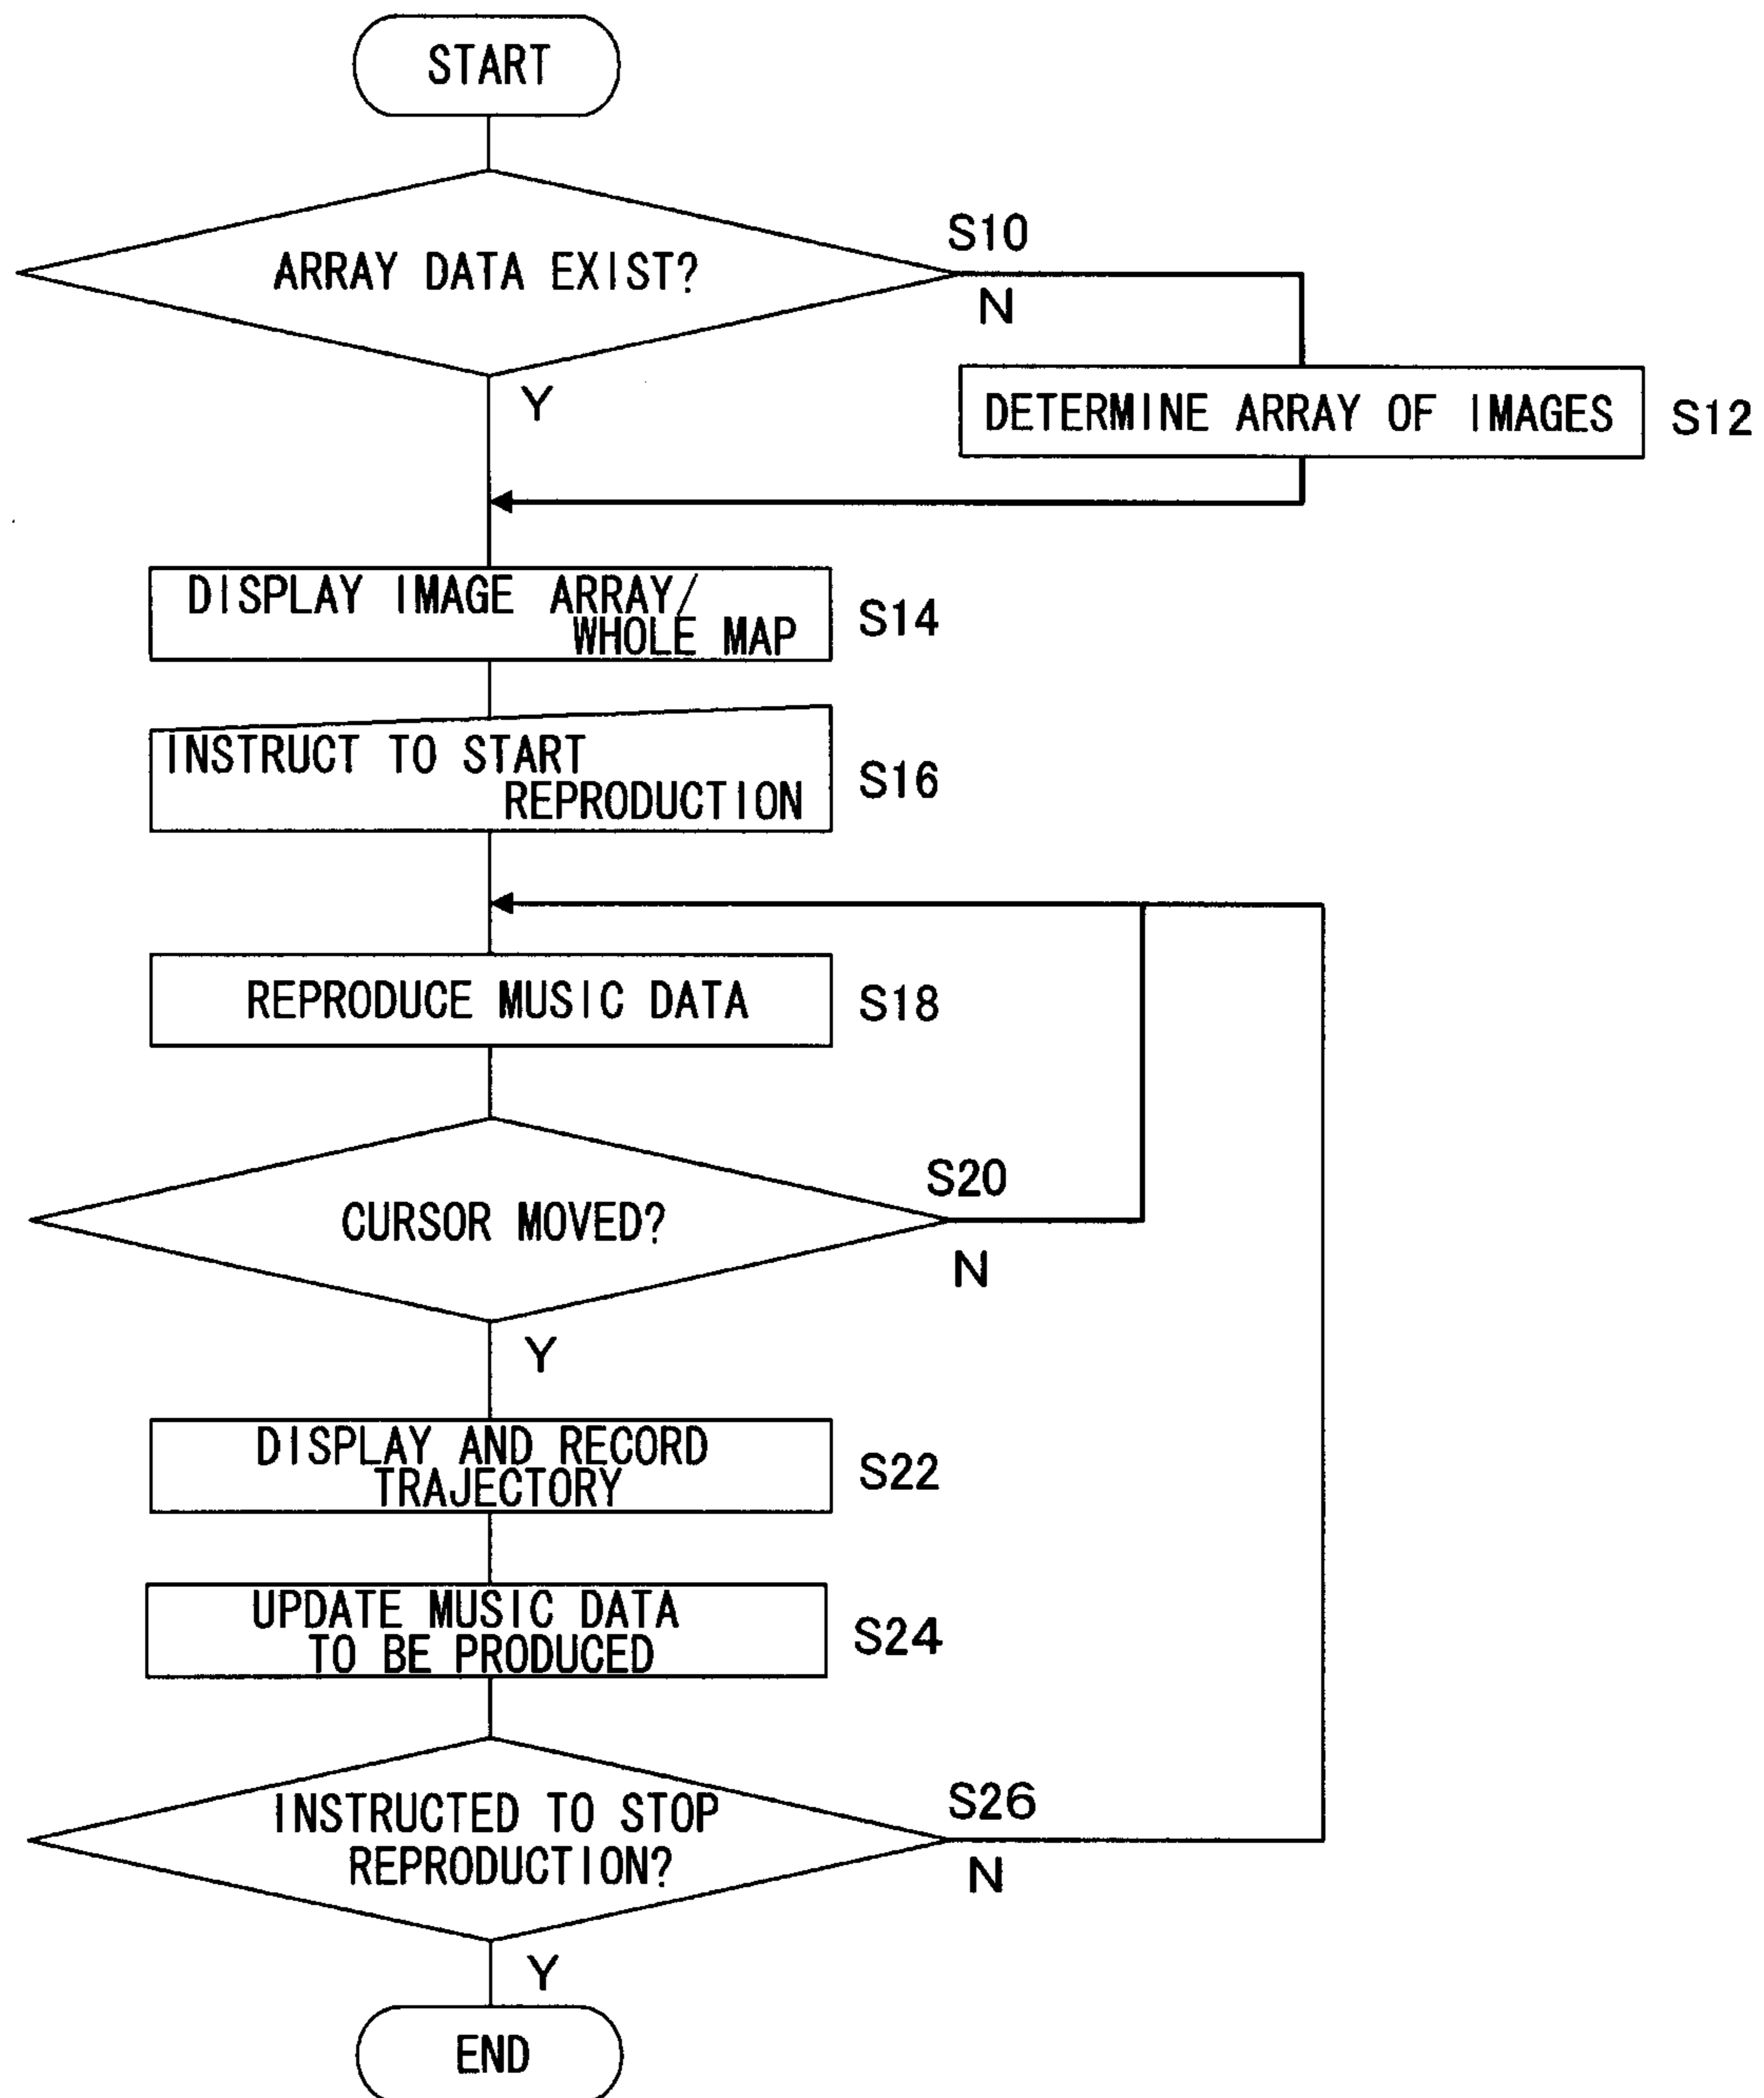 START
ARRAY DATA EXIST?
S10
N
Y
DETERMINE ARRAY OF IMAGES
S12
DISPLAY IMAGE ARRAY/
WHOLE MAP
S14
INSTRUCT TO START
REPRODUCTION
S16
REPRODUCE MUSIC DATA
S18
CURSOR MOVED?
S20
N
Y
DISPLAY AND RECORD
TRAJECTORY
S22
UPDATE MUSIC DATA
TO BE PRODUCED
S24
INSTRUCTED TO STOP
REPRODUCTION?
S26
N
Y
END